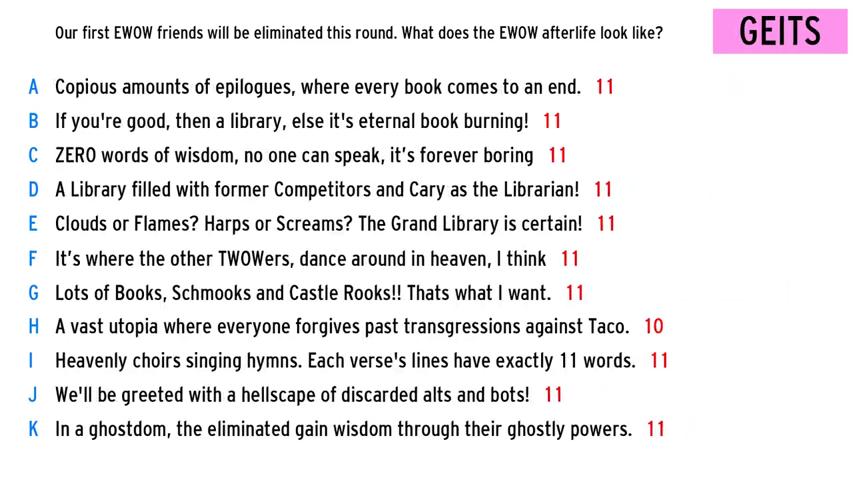 Our first EWOW friends will be eliminated this round. What does the EWOW afterlife look like?
GEITS
A Copious amounts of epilogues, where every book comes to an end. 11
B If you're good, then a library, else it's eternal book burning! 11
C ZERO words of wisdom, no one can speak, it’s forever boring 11
D A Library filled with former Competitors and Cary as the Librarian! 11
E Clouds or Flames? Harps or Screams? The Grand Library is certain! 11
F It’s where the other TWOWers, dance around in heaven, I think 11
G Lots of Books, Schmooks and Castle Rooks!! Thats what I want. 11
H A vast utopia where everyone forgives past transgressions against Taco. 10
I Heavenly choirs singing hymns. Each verse's lines have exactly 11 words. 11
J We'll be greeted with a hellscape of discarded alts and bots! 11
K In a ghostdom, the eliminated gain wisdom through their ghostly powers. 11